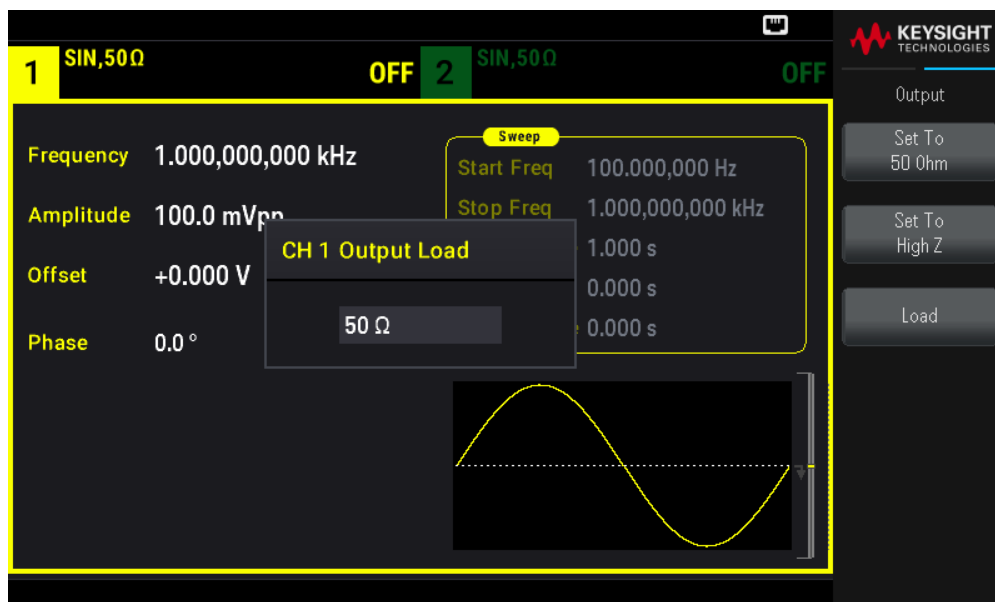 KEYSIGHT
TECHNOLOGIES
1 SIN,50Ω OFF 2 SIN,50Ω OFF
Output
Sweep
Frequency 1.000,000,000 kHz
Start Freq 100.000,000 Hz
Set To
50 Ohm
Amplitude 100.0 mVpp
Stop Freq 1.000,000,000 kHz
Set To
High Z
CH 1 Output Load
1.000 s
Offset +0.000 V
0.000 s
50 Ω
0.000 s
Load
Phase 0.0 °